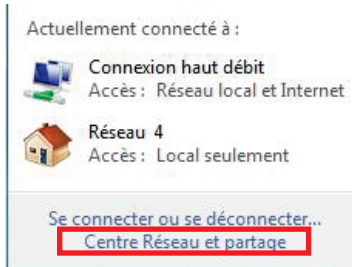 Actuellement connecté à :
Connexion haut débit
Accès : Réseau local et Internet
Réseau 4
Accès : Local seulement
Se connecter ou se déconnecter...
Centre Réseau et partage